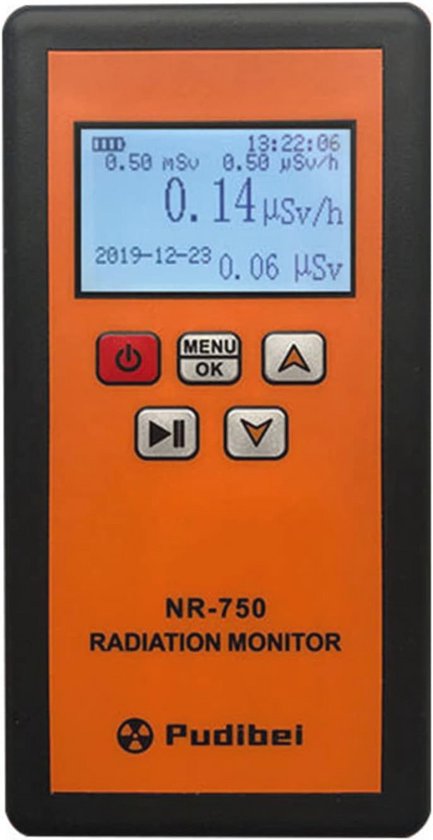 13:22:06
0.50 mSv 0.50 µSv/h
0.14 µSv/h
2019-12-23 0.06 µSv
MENU
OK
NR-750
RADIATION MONITOR
Pudibei